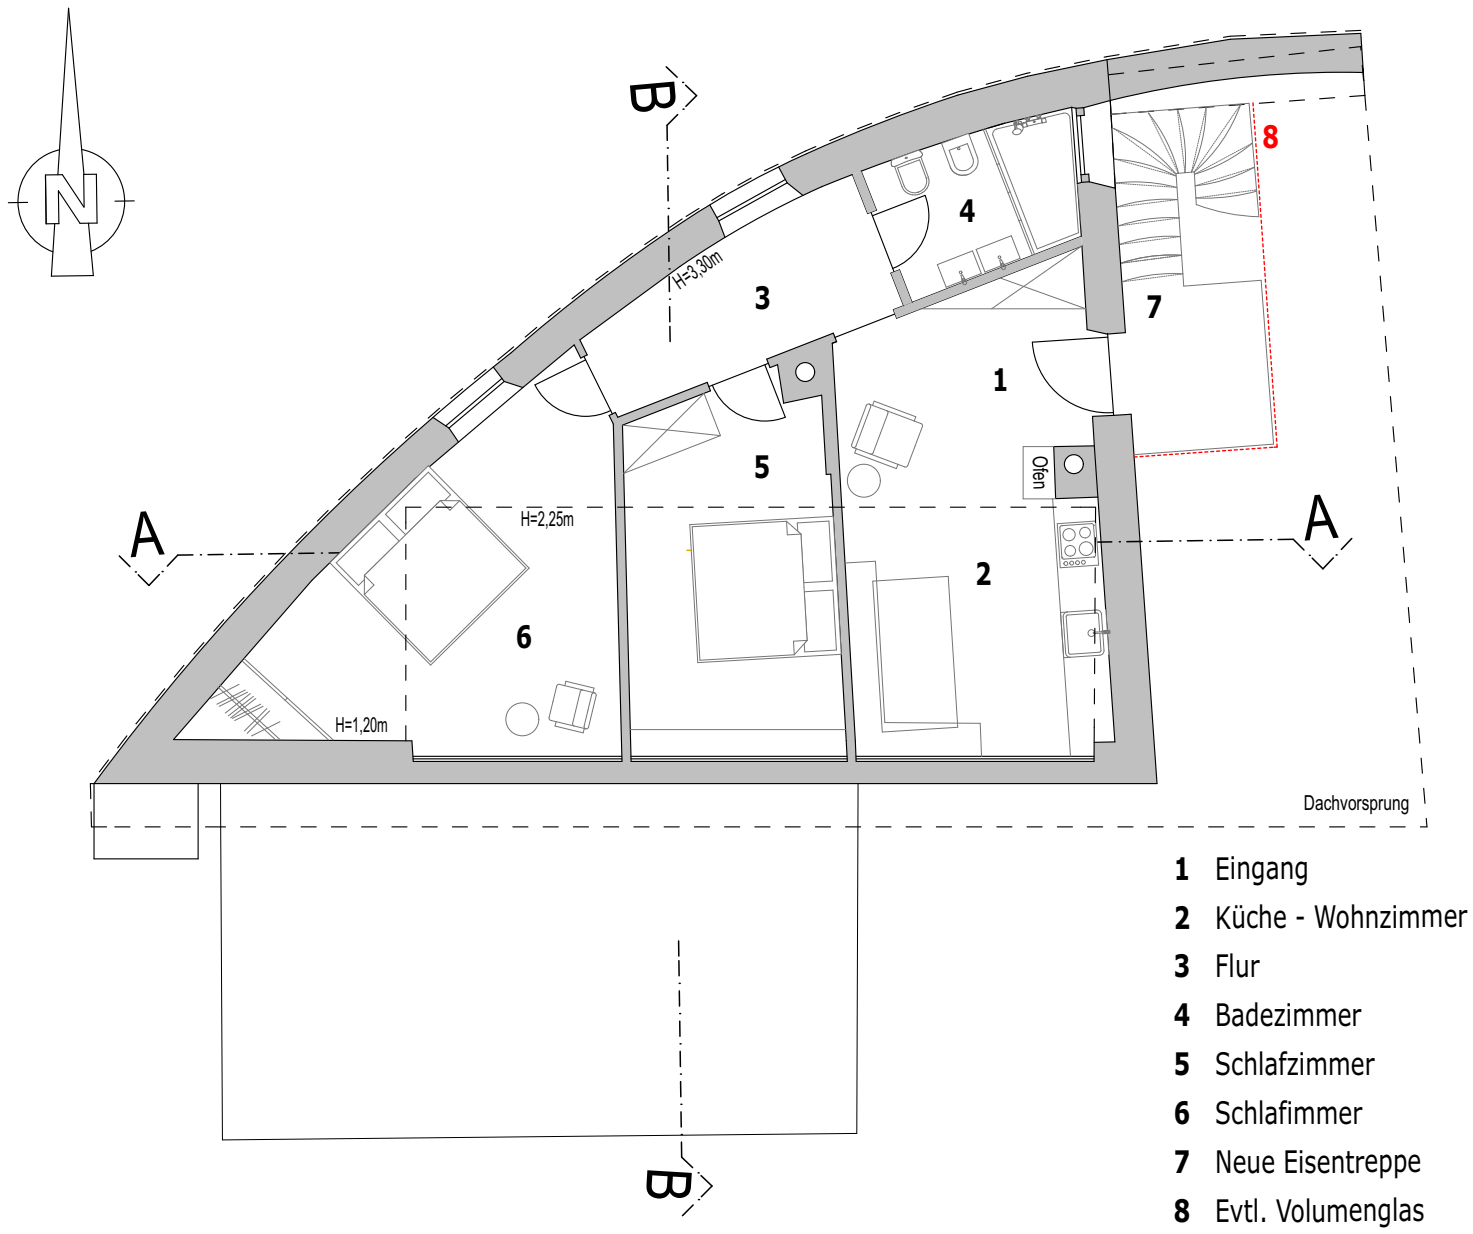 N
B
8
4
H=3,30m
3
7
1
5
Ofen
A
H=2,25m
A
2
6
H=1,20m
Dachvorsprung
1 Eingang
2 Küche - Wohnzimmer
3 Flur
4 Badezimmer
5 Schlafzimmer
6 Schlafimmer
7 Neue Eisentreppe
8 Evtl. Volumenglas
B